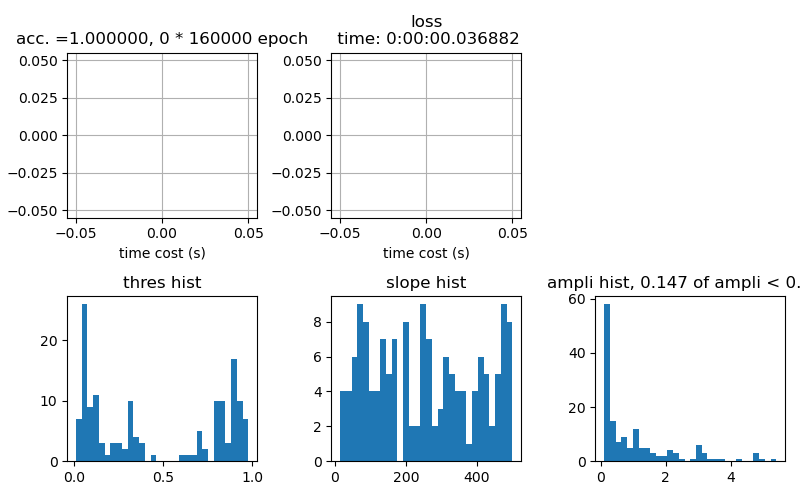 acc. =1.000000, 0 * 160000 epoch
0.050
0.025
0.000
−0.025
−0.050
−0.05 0.00 0.05
time cost (s)
loss
time: 0:00:00.036882
0.050
0.025
0.000
−0.025
−0.050
−0.05 0.00 0.05
time cost (s)
thres hist
20
10
0
0.0 0.5 1.0
slope hist
8
6
4
2
0
0 200 400
ampli hist, 0.147 of ampli < 0.
60
40
20
0
0 2 4